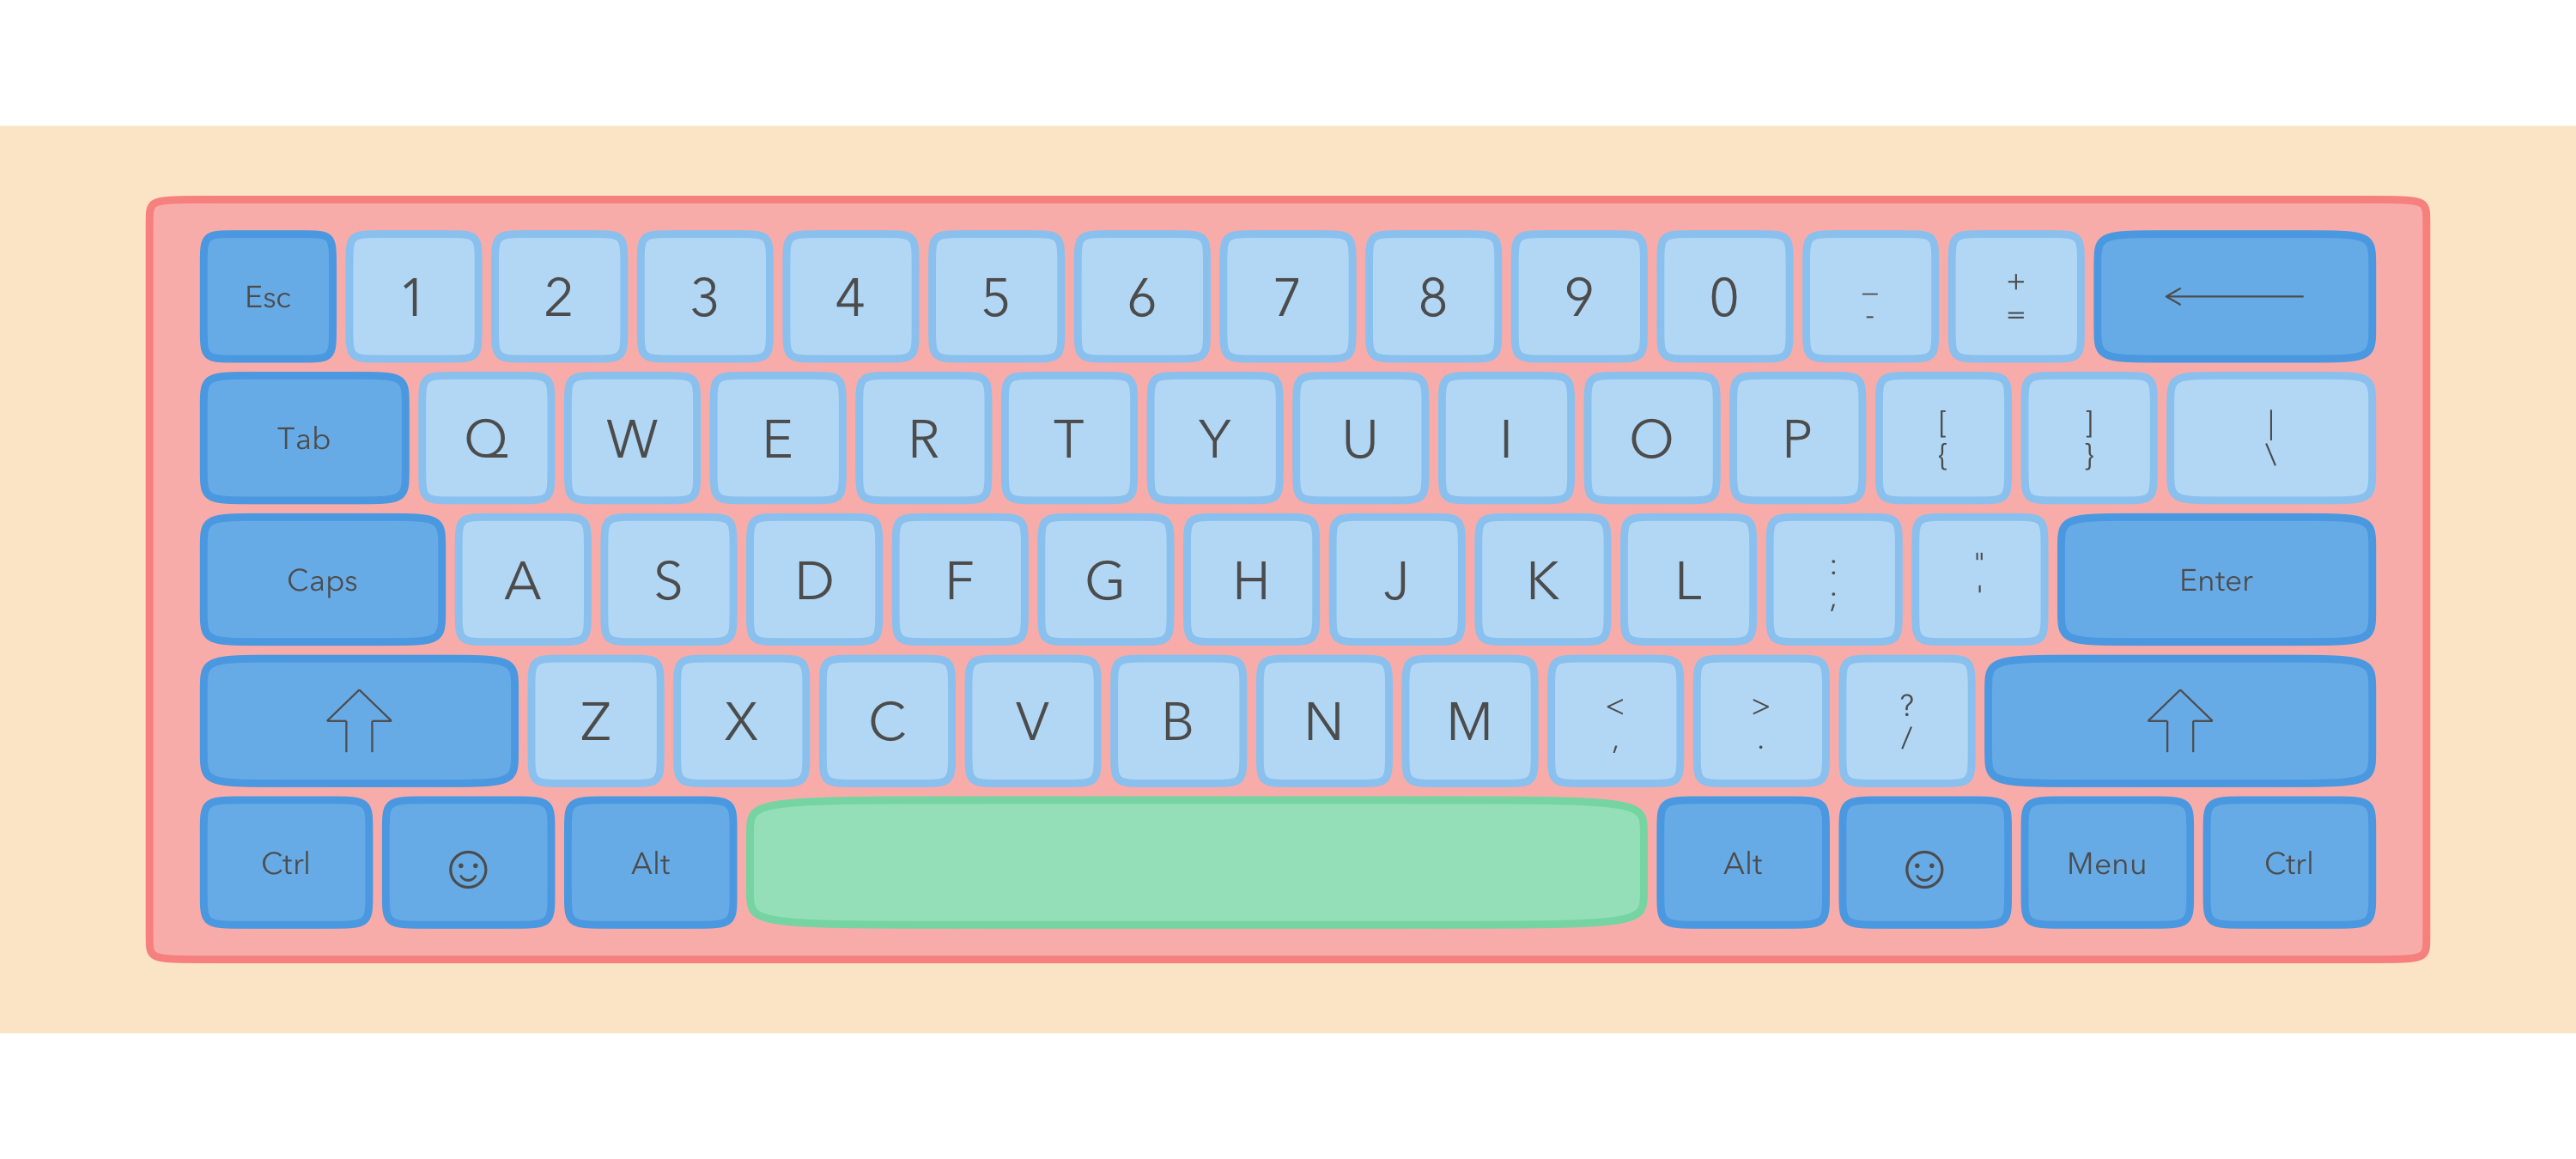 Esc 1 2 3 4 5 6 7 8 9 0 _ - + = ←
Tab Q W E R T Y U I O P [ { ] } | \
Caps A S D F G H J K L : ; " ' Enter
⇧ Z X C V B N M < , > . ? / ⇧
Ctrl ☺ Alt Alt ☺ Menu Ctrl